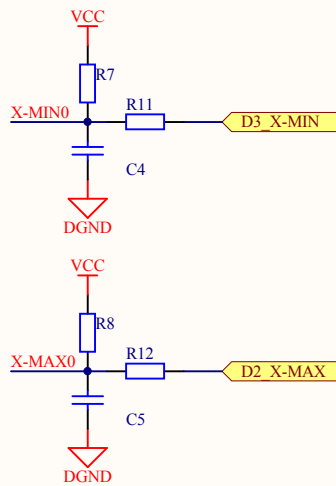 VCC
R7
X-MIN0
R11
D3_X-MIN
C4
DGND
VCC
R8
X-MAX0
R12
D2_X-MAX
C5
DGND